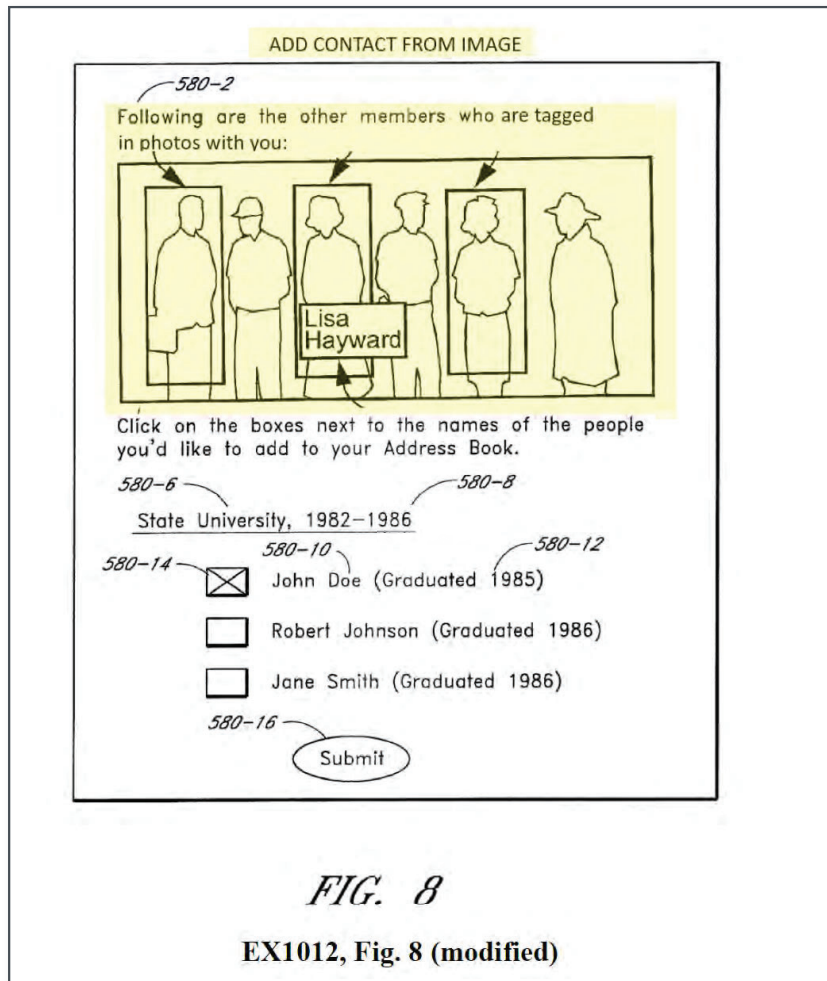 ADD CONTACT FROM IMAGE
580-2
Following are the other members who are tagged
in photos with you:
Lisa
Hayward
Click on the boxes next to the names of the people
you'd like to add to your Address Book.
580-6
580-8
State University, 1982-1986
580-10
580-12
580-14
John Doe (Graduated 1985)
Robert Johnson (Graduated 1986)
Jane Smith (Graduated 1986)
580-16
Submit
FIG. 8
EX1012, Fig. 8 (modified)